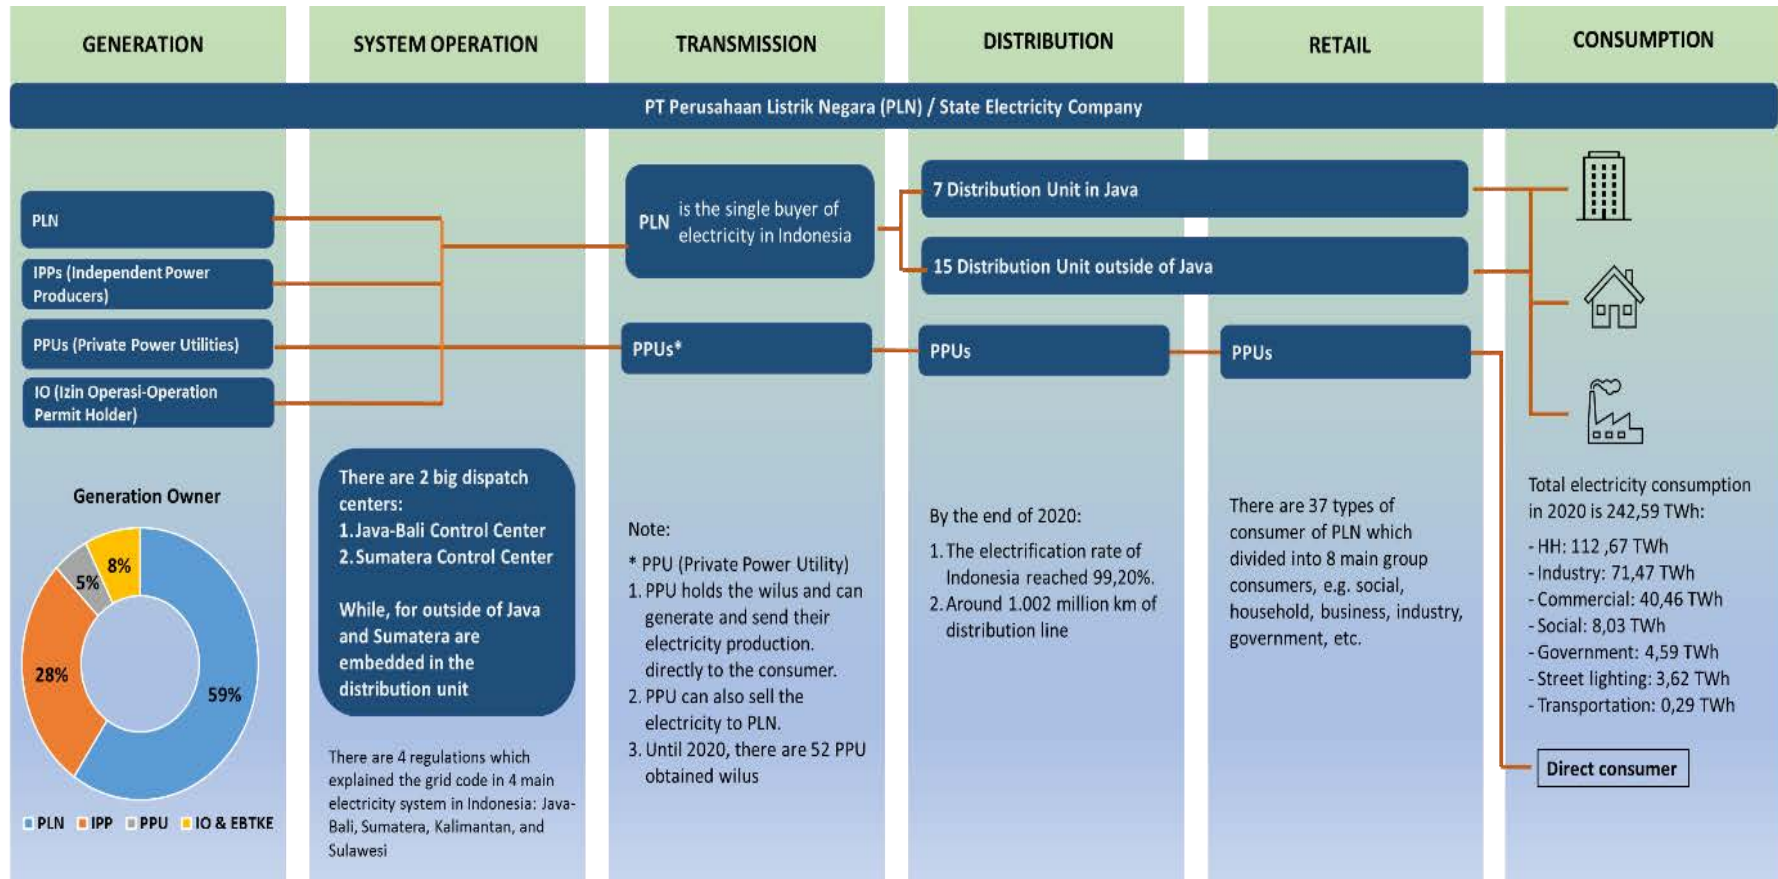 GENERATION
SYSTEM OPERATION
TRANSMISSION
DISTRIBUTION
RETAIL
CONSUMPTION
PT Perusahaan Listrik Negara (PLN) / State Electricity Company
PLN
IPPs (Independent Power
Producers)
PPUs (Private Power Utilities)
IO (Izin Operasi-Operation
Permit Holder)
Generation Owner
8%
5%
28%
59%
PLN
IPP
PPU
IO & EBTKE
There are 2 big dispatch
centers:
1.Java-Bali Control Center
2.Sumatera Control Center
While, for outside of Java
and Sumatera are
embedded in the
distribution unit
There are 4 regulations which
explained the grid code in 4 main
electricity system in Indonesia: Java-
Bali, Sumatera, Kalimantan, and
Sulawesi
PLN
is the single buyer of
electricity in Indonesia
PPUs*
Note:
* PPU (Private Power Utility)
1. PPU holds the wilus and can
generate and send their
electricity production.
directly to the consumer.
2. PPU can also sell the
electricity to PLN.
3. Until 2020, there are 52 PPU
obtained wilus
7 Distribution Unit in Java
15 Distribution Unit outside of Java
PPUs
By the end of 2020:
1. The electrification rate of
Indonesia reached 99,20%.
2. Around 1.002 million km of
distribution line
PPUs
There are 37 types of
consumer of PLN which
divided into 8 main group
consumers, e.g. social,
household, business, industry,
government, etc.
Total electricity consumption
in 2020 is 242,59 TWh:
- HH: 112 ,67 TWh
- Industry: 71,47 TWh
- Commercial: 40,46 TWh
- Social: 8,03 TWh
- Government: 4,59 TWh
- Street lighting: 3,62 TWh
- Transportation: 0,29 TWh
Direct consumer